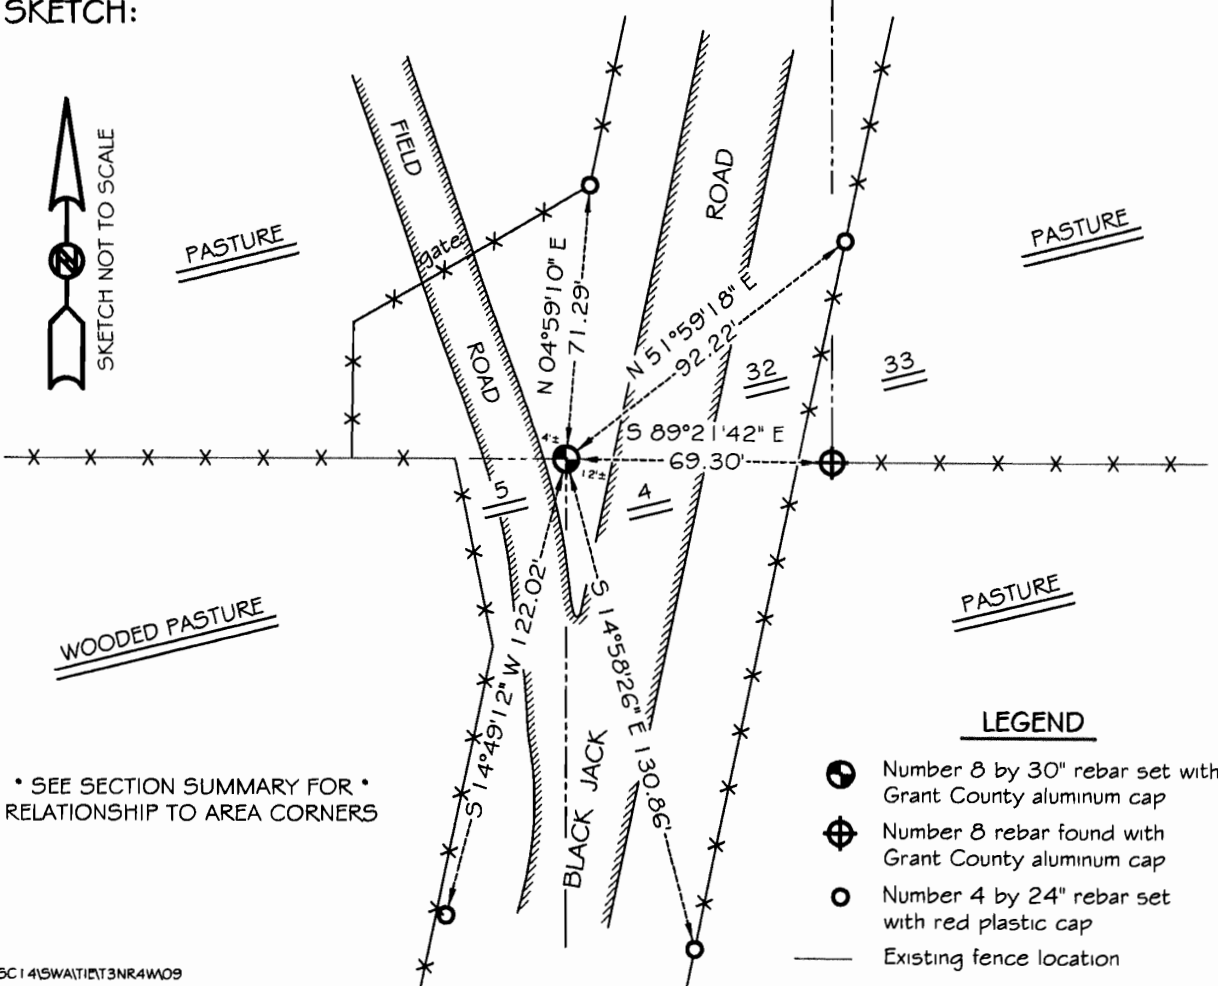 SKETCH:
SKETCH NOT TO SCALE
N
PASTURE
FIELD
ROAD
gate
ROAD
PASTURE
N 04°59'10" E
71.29'
N 51°59'18" E
92.22'
32
33
4'±
S 89°21'42" E
69.30'
12'±
5
4
WOODED PASTURE
PASTURE
S 14°49'12" W 122.02'
S 14°58'26" E 130.86'
BLACK JACK
* SEE SECTION SUMMARY FOR *
RELATIONSHIP TO AREA CORNERS
LEGEND
Number 8 by 30" rebar set with
Grant County aluminum cap
Number 8 rebar found with
Grant County aluminum cap
Number 4 by 24" rebar set
with red plastic cap
Existing fence location